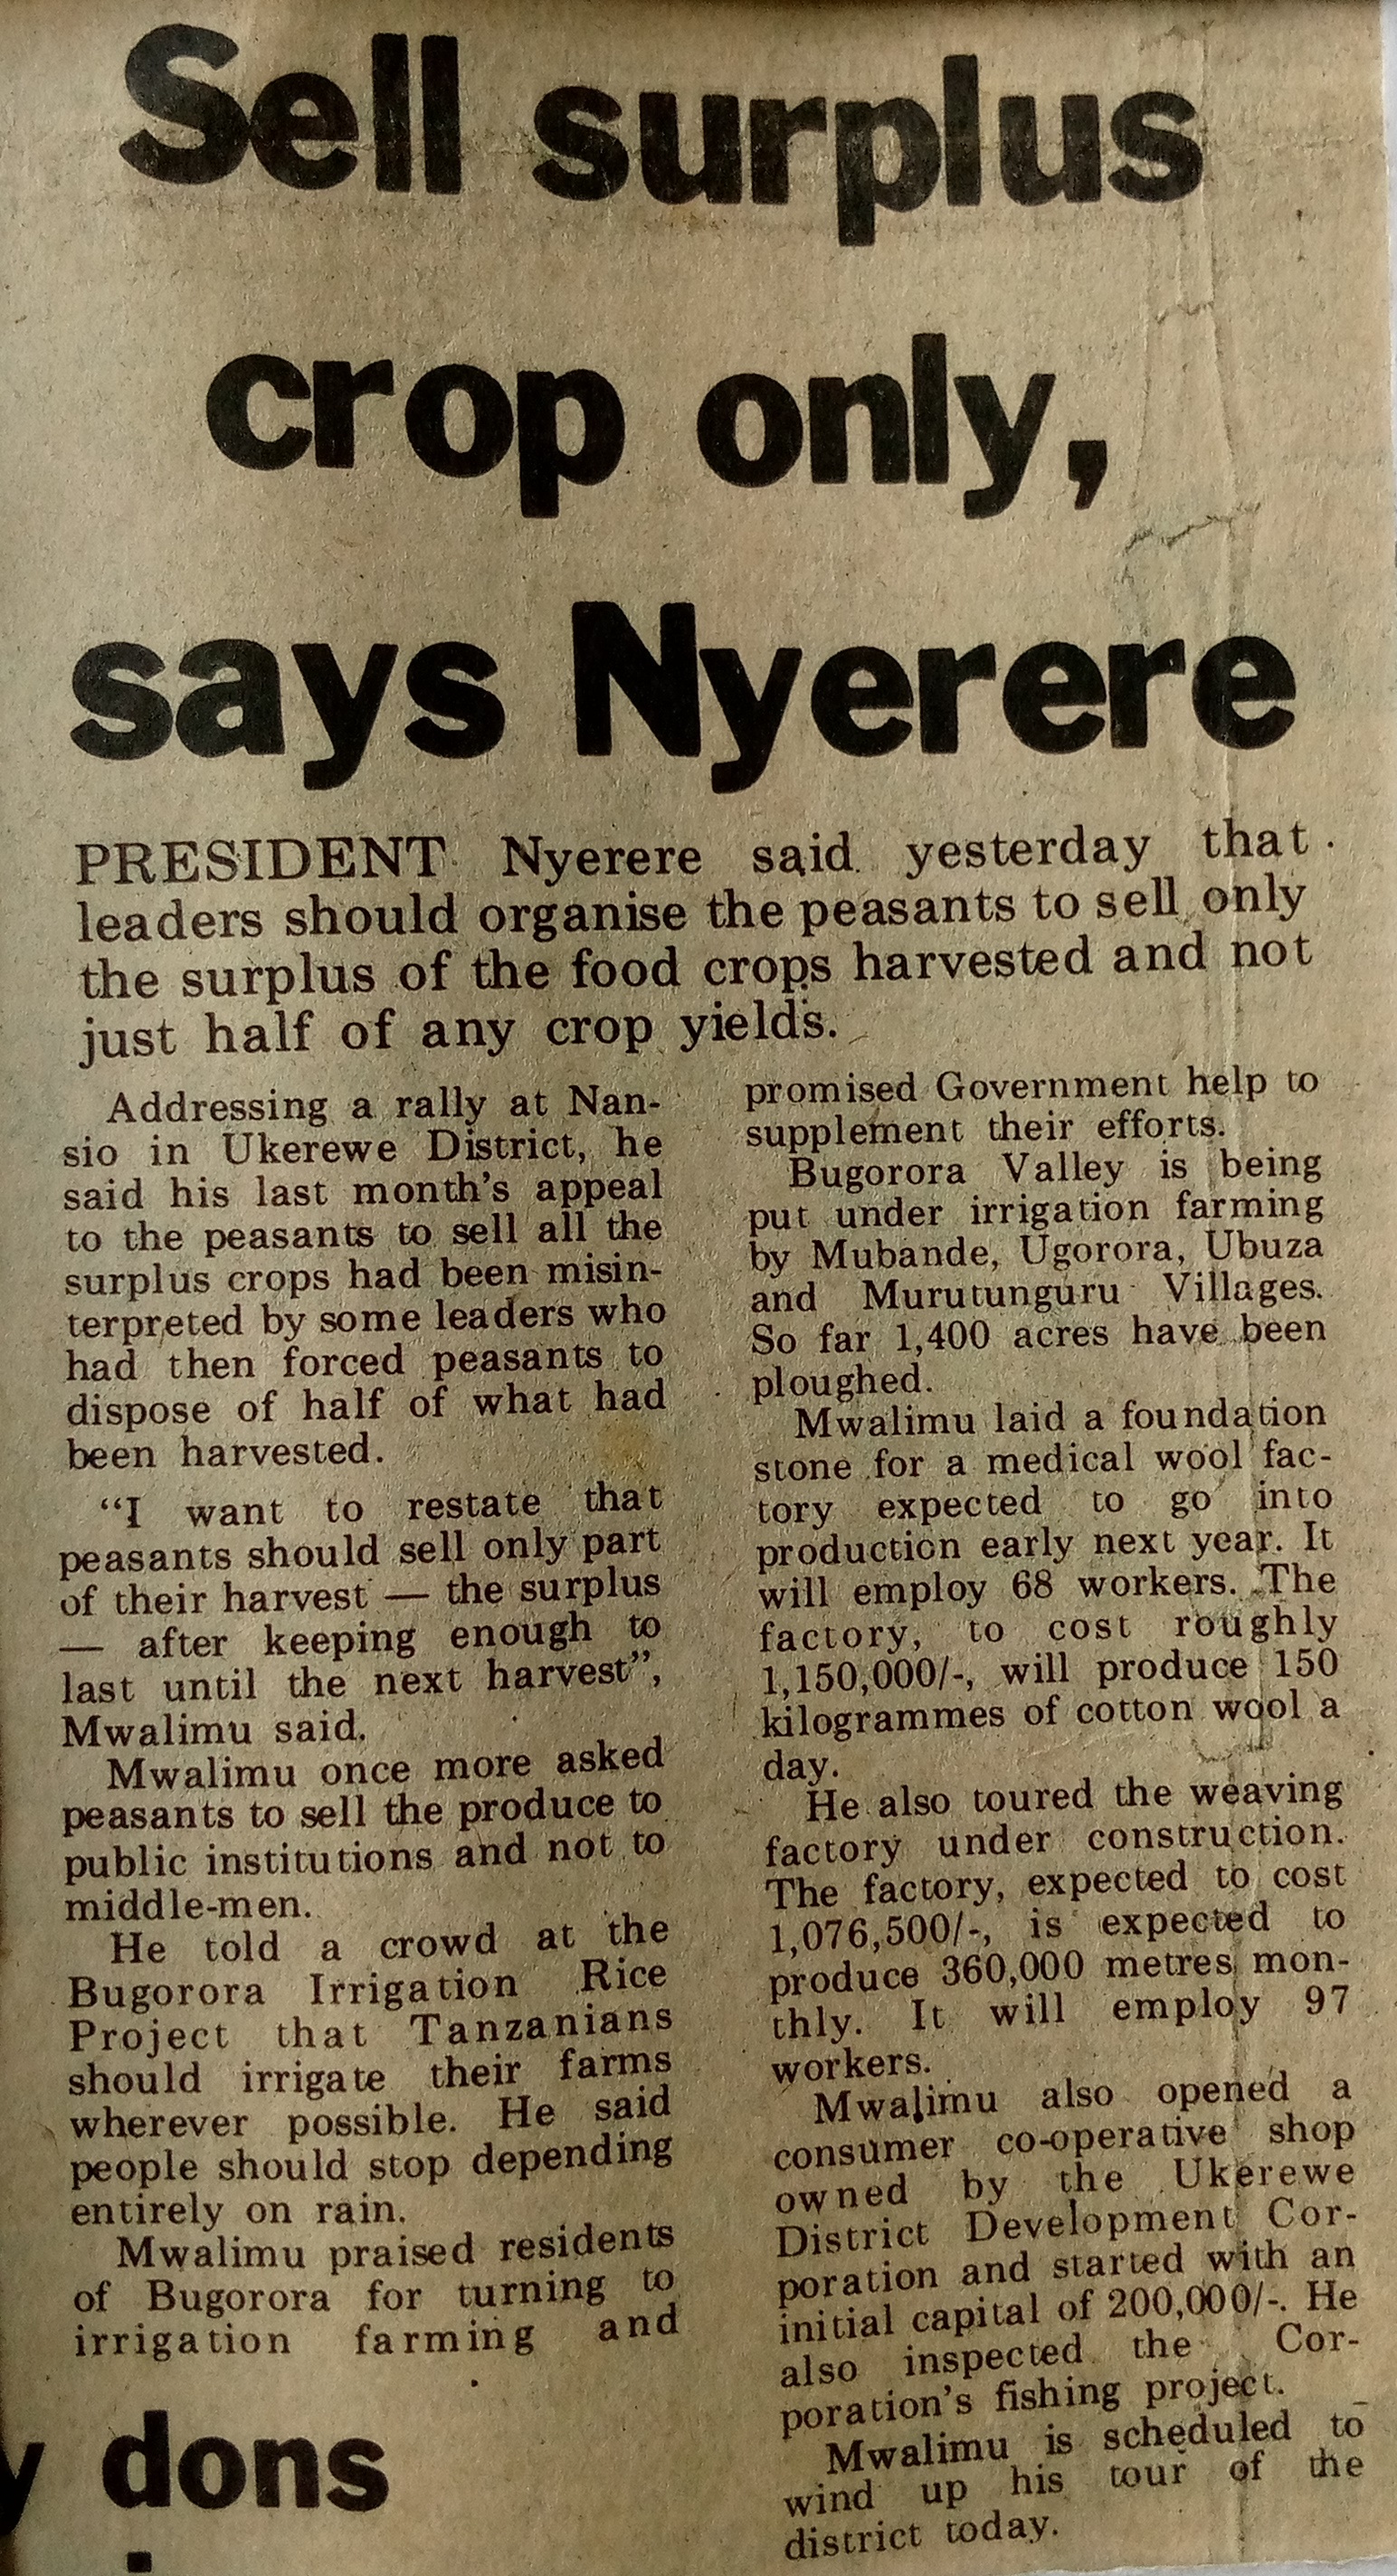 Sell surplus
crop only,
says Nyerere
PRESIDENT Nyerere said yesterday that
leaders should organise the peasants to sell only
the surplus of the food crops harvested and not
just half of any crop yields.
Addressing a rally at Nan-
sio in Ukerewe District, he
said his last month's appeal
to the peasants to sell all the
surplus crops had been misin-
terpreted by some leaders who
had then forced peasants to
dispose of half of what had
been harvested.
“I want to restate that
peasants should sell only part
of their harvest — the surplus
— after keeping enough to
last until the next harvest”,
Mwalimu said.
Mwalimu once more asked
peasants to sell the produce to
public institutions and not to
middle-men.
He told a crowd at the
Bugorora Irrigation Rice
Project that Tanzanians
should irrigate their farms
wherever possible. He said
people should stop depending
entirely on rain.
Mwalimu praised residents
of Bugorora for turning to
irrigation farming and
promised Government help to
supplement their efforts.
Bugorora Valley is being
put under irrigation farming
by Mubande, Ugorora, Ubuza
and Murutunguru Villages.
So far 1,400 acres have been
ploughed.
Mwalimu laid a foundation
stone for a medical wool fac-
tory expected to go into
production early next year. It
will employ 68 workers. The
factory, to cost roughly
1,150,000/-, will produce 150
kilogrammes of cotton wool a
day.
He also toured the weaving
factory under construction.
The factory, expected to cost
1,076,500/-, is expected to
produce 360,000 metres mon-
thly. It will employ 97
workers.
Mwalimu also opened a
consumer co-operative shop
owned by the Ukerewe
District Development Cor-
poration and started with an
initial capital of 200,000/-. He
also inspected the Cor-
poration's fishing project.
Mwalimu is scheduled to
wind up his tour of the
district today.
y dons